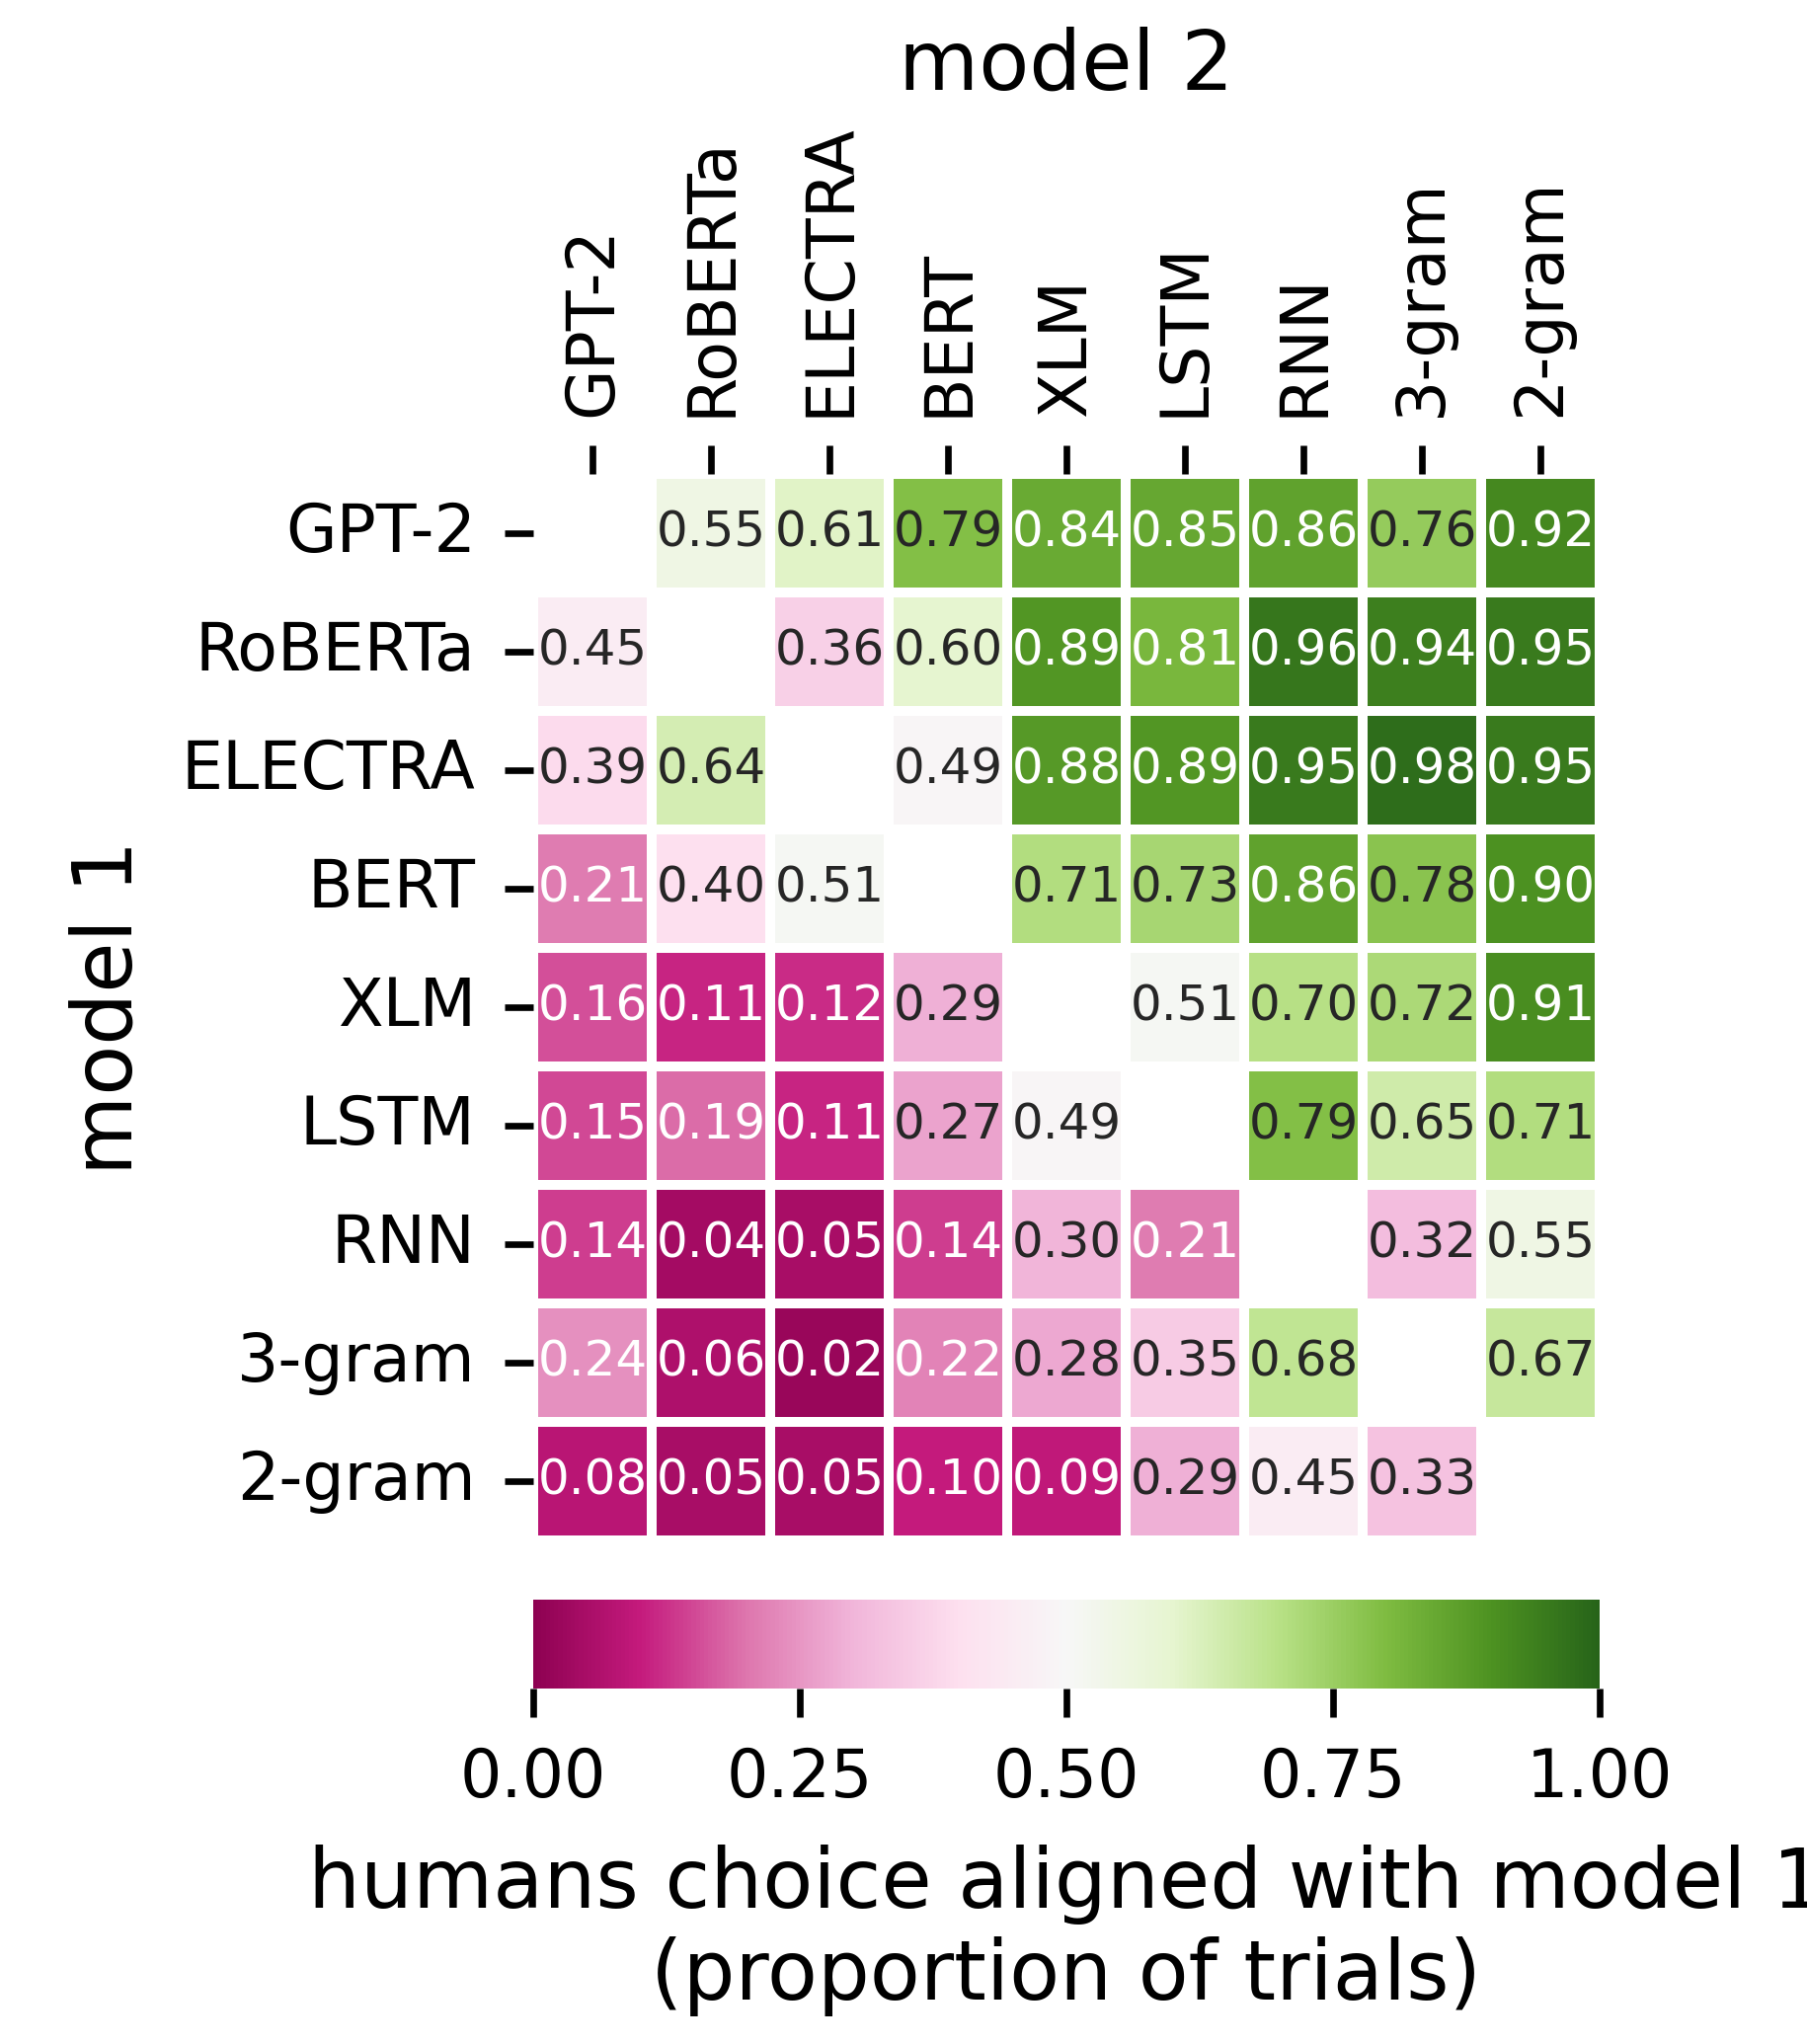 model 2
GPT-2 RoBERTa ELECTRA BERT XLM LSTM RNN 3-gram 2-gram
model 1
GPT-2 0.55 0.61 0.79 0.84 0.85 0.86 0.76 0.92
RoBERTa 0.45 0.36 0.60 0.89 0.81 0.96 0.94 0.95
ELECTRA 0.39 0.64 0.49 0.88 0.89 0.95 0.98 0.95
BERT 0.21 0.40 0.51 0.71 0.73 0.86 0.78 0.90
XLM 0.16 0.11 0.12 0.29 0.51 0.70 0.72 0.91
LSTM 0.15 0.19 0.11 0.27 0.49 0.79 0.65 0.71
RNN 0.14 0.04 0.05 0.14 0.30 0.21 0.32 0.55
3-gram 0.24 0.06 0.02 0.22 0.28 0.35 0.68 0.67
2-gram 0.08 0.05 0.05 0.10 0.09 0.29 0.45 0.33
0.00 0.25 0.50 0.75 1.00
humans choice aligned with model 1
(proportion of trials)